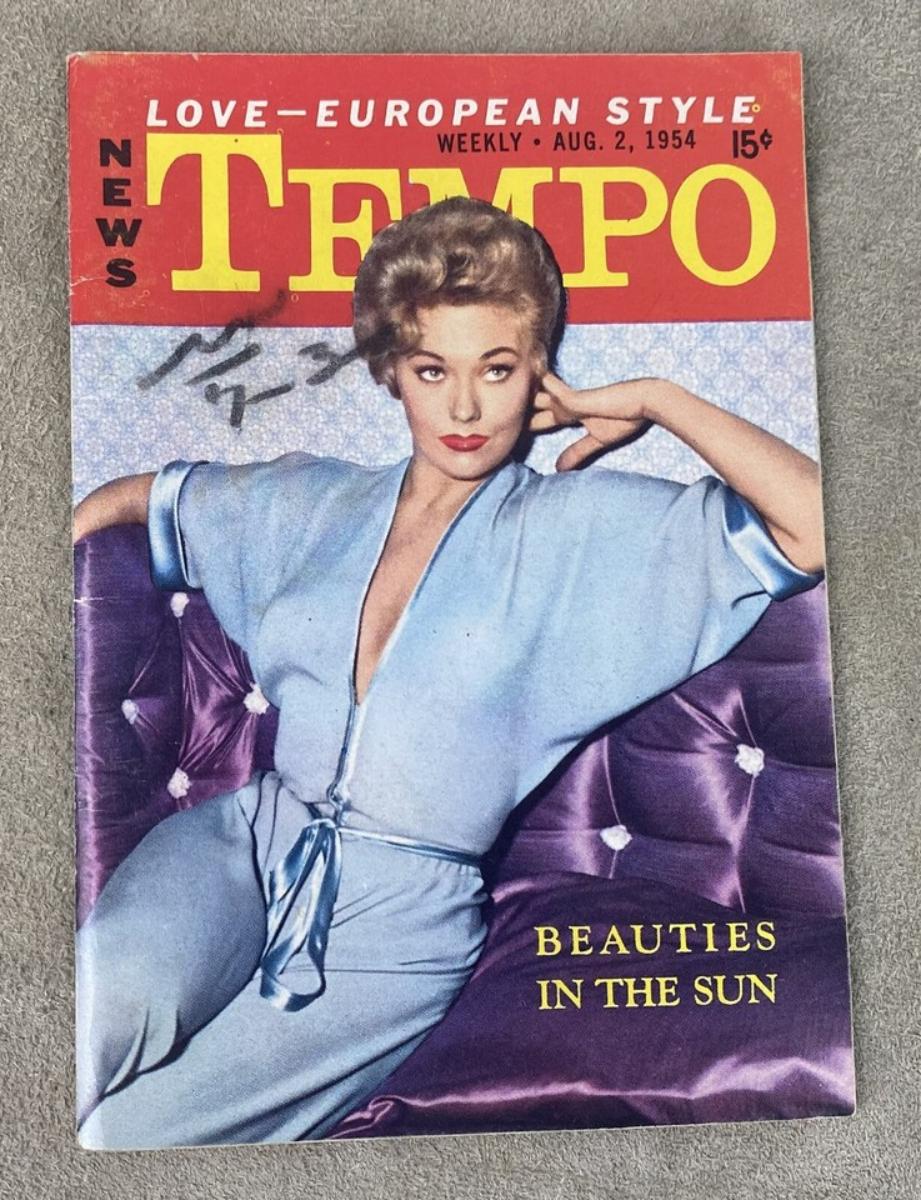 LOVE—EUROPEAN STYLE
WEEKLY • AUG. 2, 1954 15¢
NEWS
TEMPO
BEAUTIES
IN THE SUN